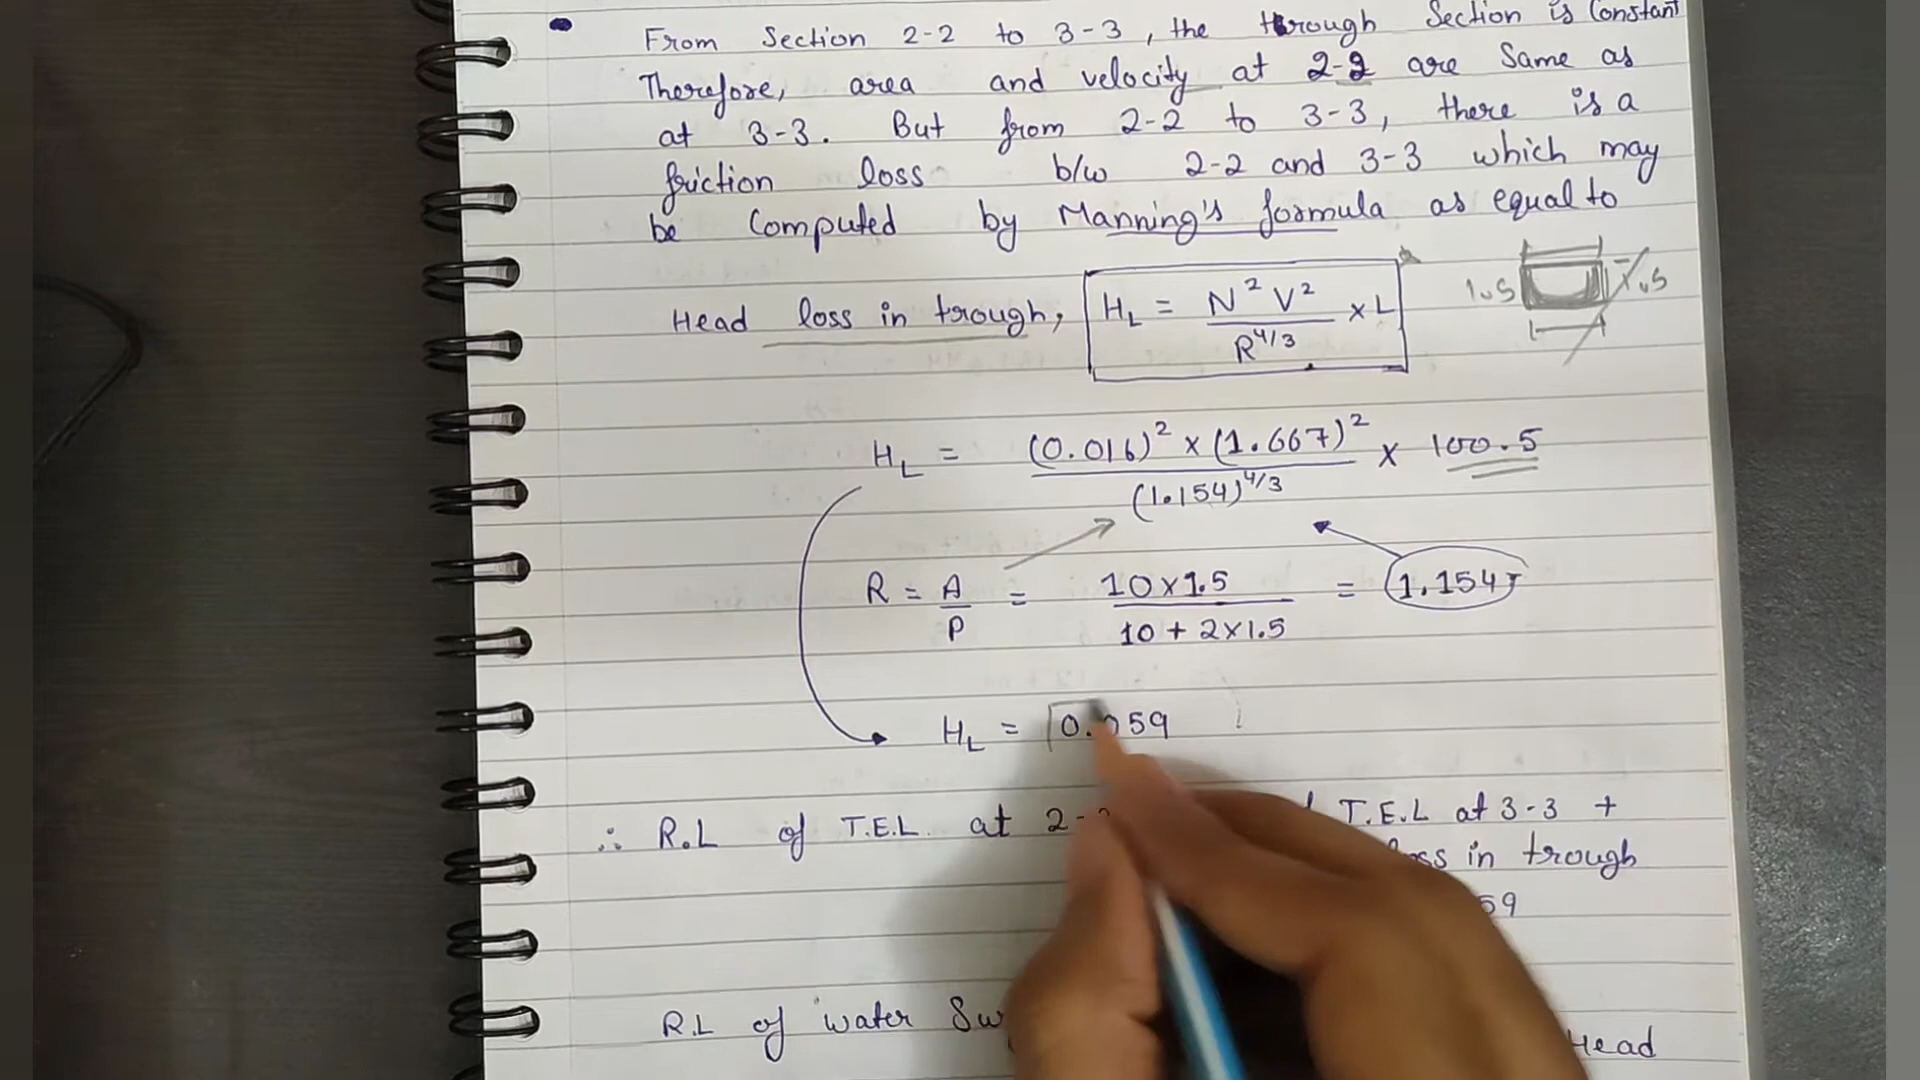 From Section 2-2 to 3-3, the through Section is Constant
Therefore, area and velocity at 2-2 are Same as
at 3-3. But from 2-2 to 3-3, there is a
friction loss b/w 2-2 and 3-3 which may
be Computed by Manning's formula as equal to
Head loss in trough, H_L = N² V² / R^4/3 × L
1.5
H_L = (0.016)² × (1.667)² / (1.154)^4/3 × 100.5
R = A/P = 10×1.5 / 10 + 2×1.5 = 1.154
H_L = 0.059
∴ R.L of T.E.L at 2- T.E.L at 3-3 +
in trough
59
R.L of water
Head